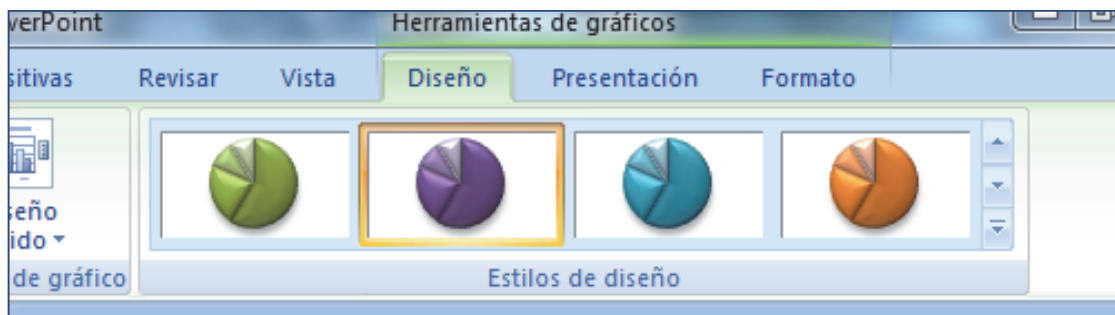 verPoint Herramientas de gráficos
sitivas Revisar Vista Diseño Presentación Formato
seño
ido
de gráfico Estilos de diseño